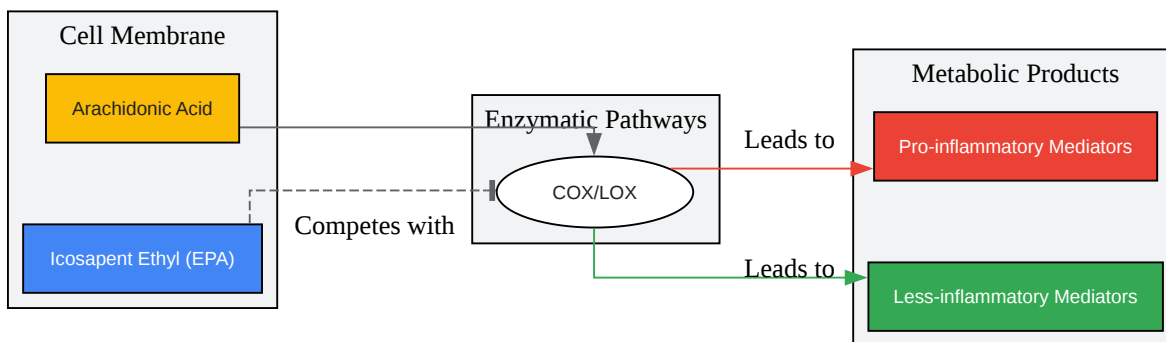 Cell Membrane
Arachidonic Acid
Icosapent Ethyl (EPA)
Competes with
Enzymatic Pathways
COX/LOX
Leads to
Leads to
Metabolic Products
Pro-inflammatory Mediators
Less-inflammatory Mediators